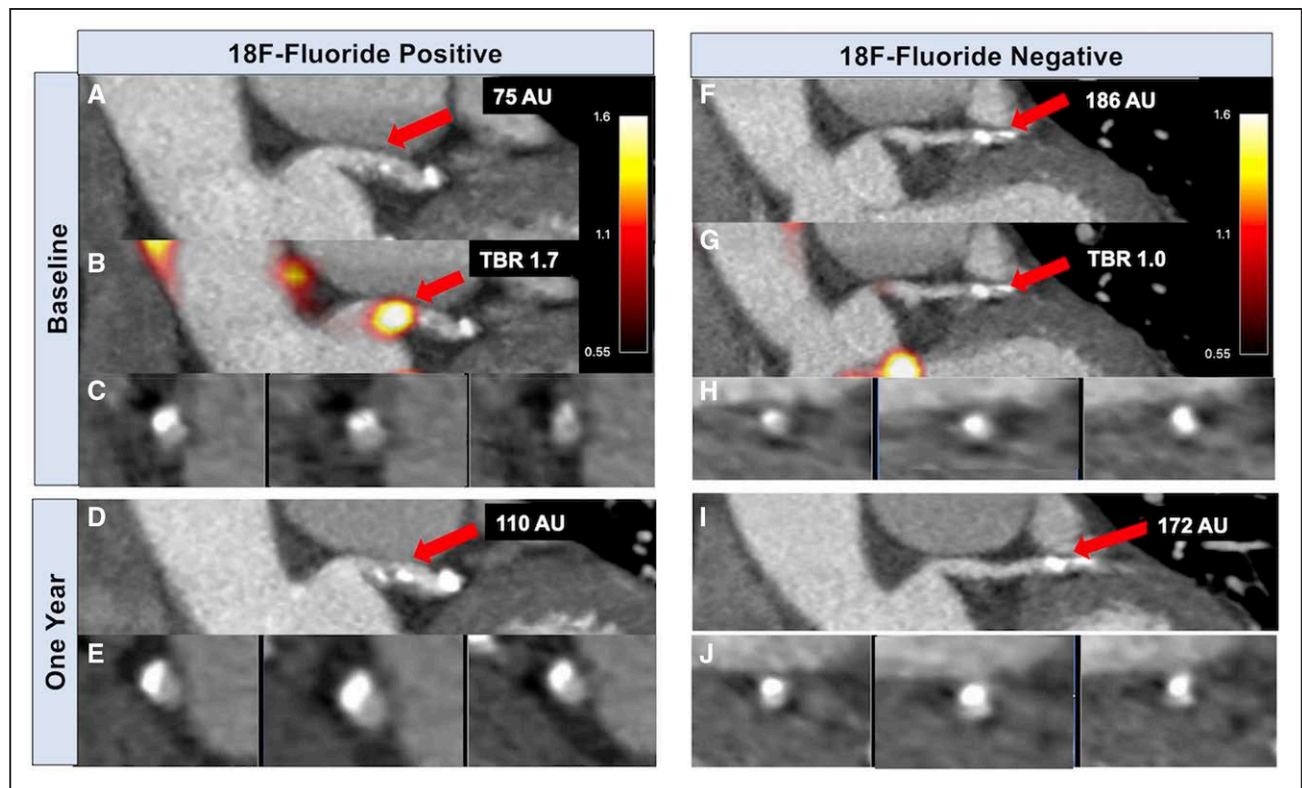 18F-Fluoride Positive
18F-Fluoride Negative
Baseline
A
75 AU
1.6
1.1
0.55
B
TBR 1.7
C
F
186 AU
1.6
1.1
0.55
G
TBR 1.0
H
One Year
D
110 AU
E
I
172 AU
J